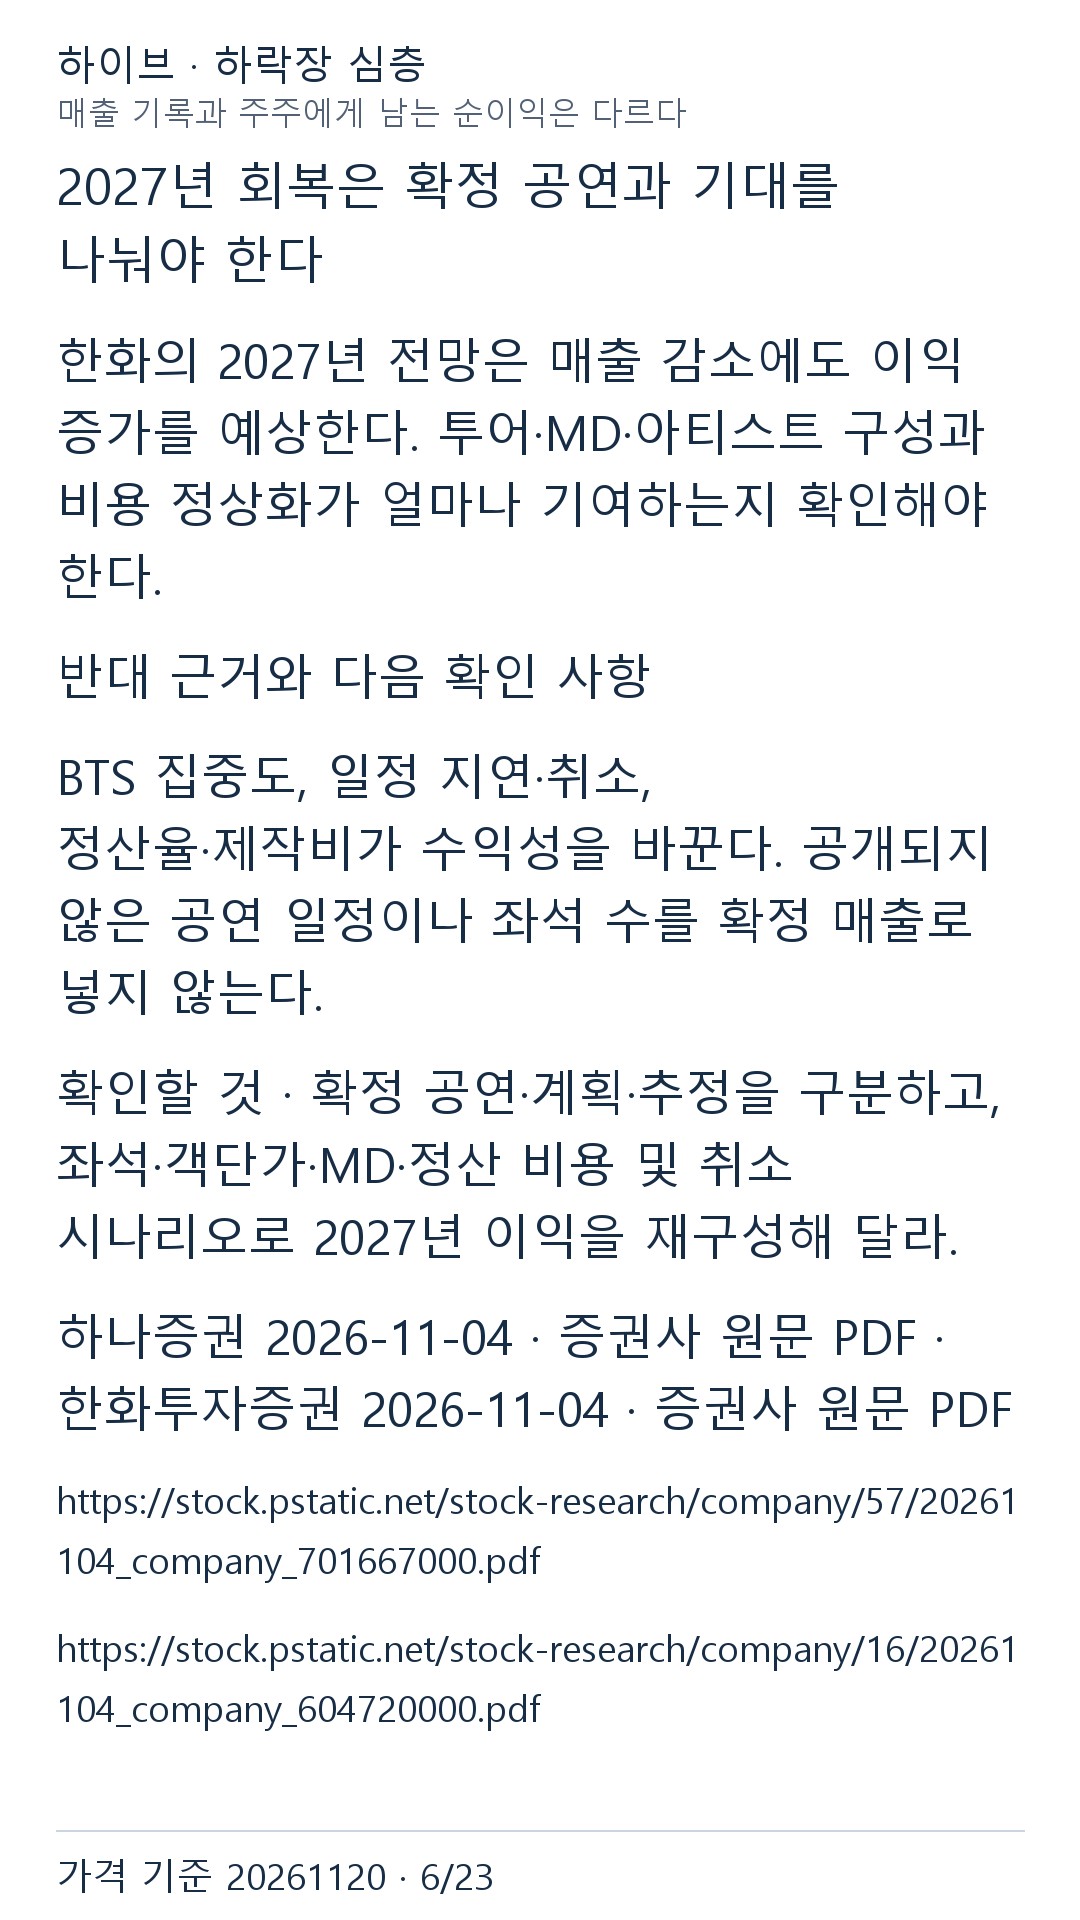 하이브 · 하락장 심층
매출 기록과 주주에게 남는 순이익은 다르다
2027년 회복은 확정 공연과 기대를
나눠야 한다
한화의 2027년 전망은 매출 감소에도 이익
증가를 예상한다. 투어·MD·아티스트 구성과
비용 정상화가 얼마나 기여하는지 확인해야
한다.
반대 근거와 다음 확인 사항
BTS 집중도, 일정 지연·취소,
정산율·제작비가 수익성을 바꾼다. 공개되지
않은 공연 일정이나 좌석 수를 확정 매출로
넣지 않는다.
확인할 것 · 확정 공연·계획·추정을 구분하고,
좌석·객단가·MD·정산 비용 및 취소
시나리오로 2027년 이익을 재구성해 달라.
하나증권 2026-11-04 · 증권사 원문 PDF ·
한화투자증권 2026-11-04 · 증권사 원문 PDF
https://stock.pstatic.net/stock-research/company/57/20261
104_company_701667000.pdf
https://stock.pstatic.net/stock-research/company/16/20261
104_company_604720000.pdf
가격 기준 20261120 · 6/23